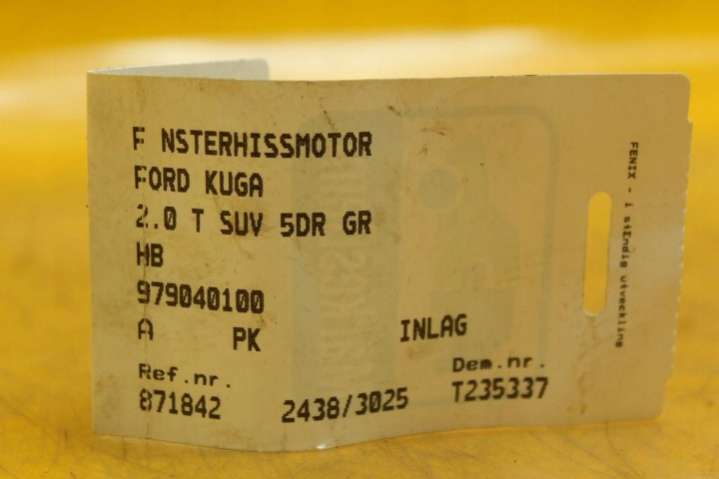 F NSTERHISSMOTOR
FORD KUGA
2.0 T SUV 5DR GR
HB
979040100
A PK INLAG
Ref.nr. Dem.nr.
871842 2438/3025 T235337
FENIX - i stEndig utveckling